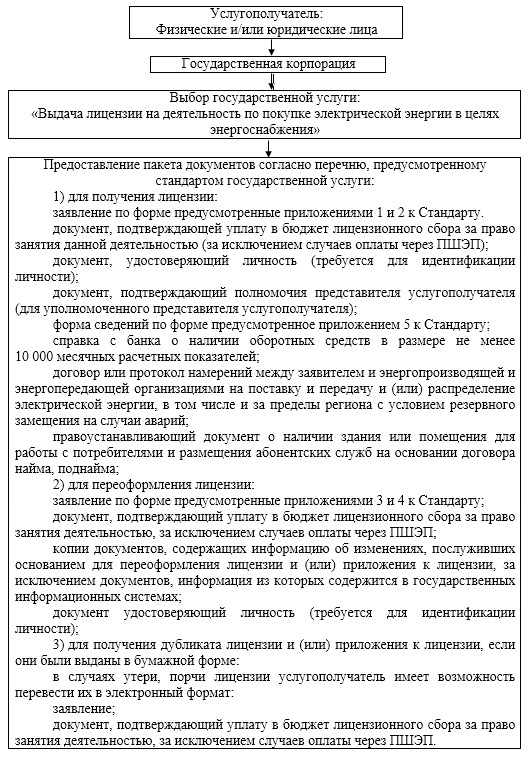 Услугополучатель:
Физические и/или юридические лица
Государственная корпорация
Выбор государственной услуги:
«Выдача лицензии на деятельность по покупке электрической энергии в целях
энергоснабжения»
Предоставление пакета документов согласно перечню, предусмотренному
стандартом государственной услуги:
1) для получения лицензии:
заявление по форме предусмотренные приложениями 1 и 2 к Стандарту.
документ, подтверждающей уплату в бюджет лицензионного сбора за право
занятия данной деятельностью (за исключением случаев оплаты через ПШЭП);
документ, удостоверяющий личность (требуется для идентификации
личности);
документ, подтверждающий полномочия представителя услугополучателя
(для уполномоченного представителя услугополучателя);
форма сведений по форме предусмотренное приложением 5 к Стандарту;
справка с банка о наличии оборотных средств в размере не менее
10 000 месячных расчетных показателей;
договор или протокол намерений между заявителем и энергопроизводящей и
энергопередающей организациями на поставку и передачу и (или) распределение
электрической энергии, в том числе и за пределы региона с условием резервного
замещения на случаи аварий;
правоустанавливающий документ о наличии здания или помещения для
работы с потребителями и размещения абонентских служб на основании договора
найма, поднайма;
2) для переоформления лицензии:
заявление по форме предусмотренные приложениями 3 и 4 к Стандарту;
документ, подтверждающий уплату в бюджет лицензионного сбора за право
занятия деятельностью, за исключением случаев оплаты через ПШЭП;
копии документов, содержащих информацию об изменениях, послуживших
основанием для переоформления лицензии и (или) приложения к лицензии, за
исключением документов, информация из которых содержится в государственных
информационных системах;
документ удостоверяющий личность (требуется для идентификации
личности);
3) для получения дубликата лицензии и (или) приложения к лицензии, если
они были выданы в бумажной форме:
в случаях утери, порчи лицензии услугополучатель имеет возможность
перевести их в электронный формат:
заявление;
документ, подтверждающий уплату в бюджет лицензионного сбора за право
занятия деятельностью, за исключением случаев оплаты через ПШЭП.